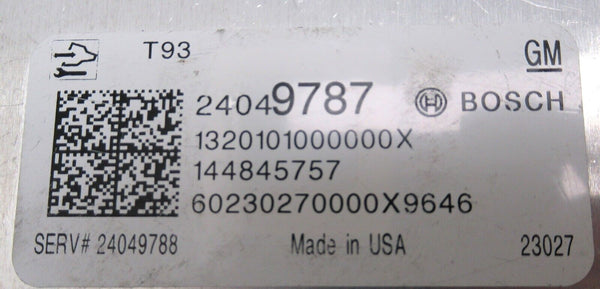 T93
GM
24049787 BOSCH
1320101000000X
144845757
60230270000X9646
SERV# 24049788 Made in USA 23027